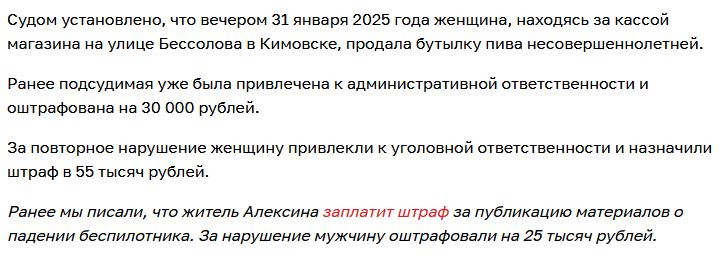 Судом установлено, что вечером 31 января 2025 года женщина, находясь за кассой
магазина на улице Бессолова в Кимовске, продала бутылку пива несовершеннолетней.
Ранее подсудимая уже была привлечена к административной ответственности и
оштрафована на 30 000 рублей.
За повторное нарушение женщину привлекли к уголовной ответственности и назначили
штраф в 55 тысяч рублей.
Ранее мы писали, что житель Алексина заплатит штраф за публикацию материалов о
падении беспилотника. За нарушение мужчину оштрафовали на 25 тысяч рублей.